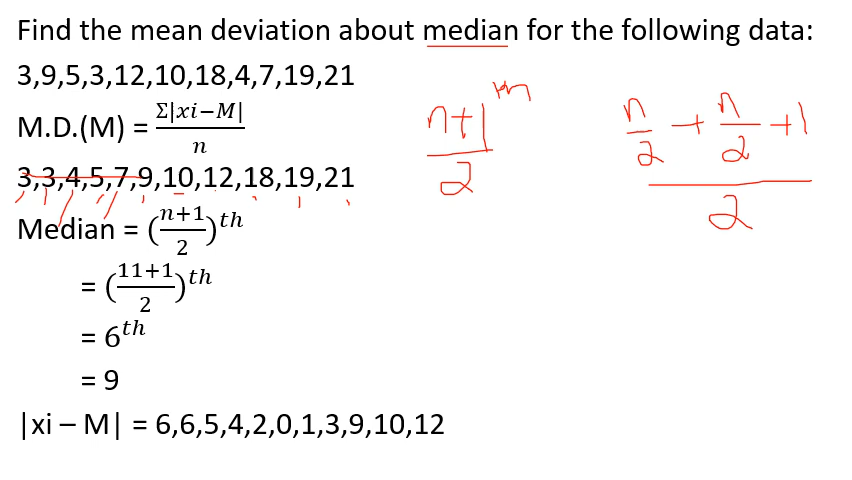 Find the mean deviation about median for the following data:
3,9,5,3,12,10,18,4,7,19,21
M.D.(M) = Σ|xi−M| / n
3,3,4,5,7,9,10,12,18,19,21
Median = (n+1 / 2)th
= (11+1 / 2)th
= 6th
= 9
|xi – M| = 6,6,5,4,2,0,1,3,9,10,12
n+1 / 2 th
n/2 + n/2 + 1
2